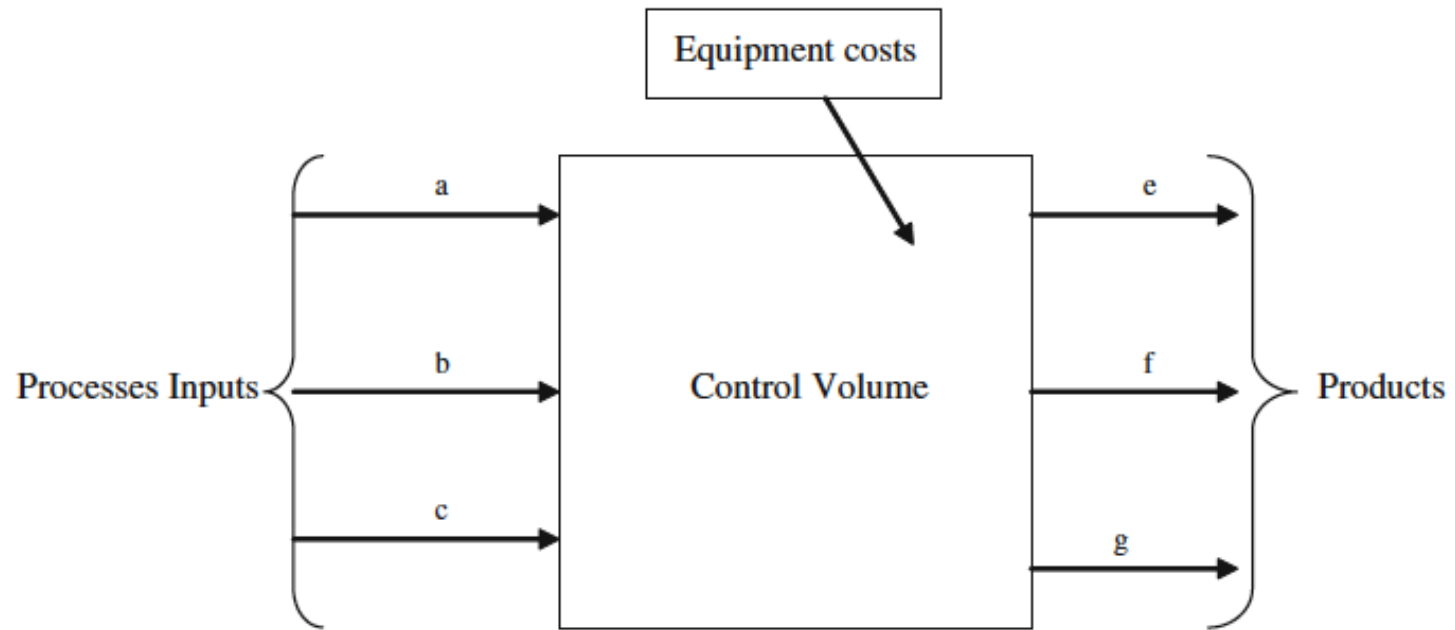 Equipment costs
a
e
b
f
Processes Inputs
Control Volume
Products
c
g